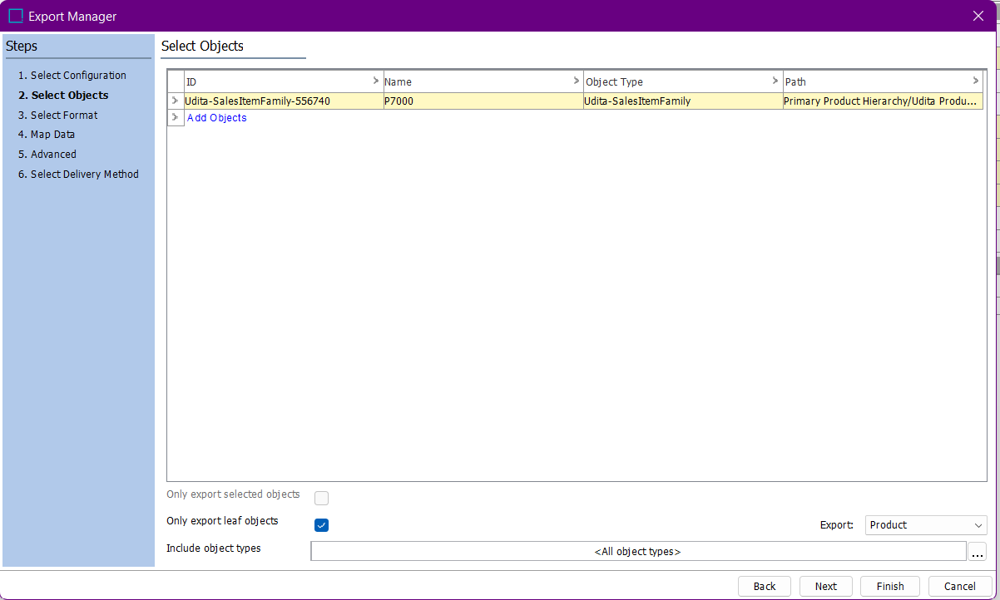 Export Manager
Steps
1. Select Configuration
2. Select Objects
3. Select Format
4. Map Data
5. Advanced
6. Select Delivery Method
Select Objects
ID Name Object Type Path
Udita-SalesItemFamily-556740 P7000 Udita-SalesItemFamily Primary Product Hierarchy/Udita Produ...
Add Objects
Only export selected objects
Only export leaf objects
Export: Product
Include object types <All object types> ...
Back Next Finish Cancel